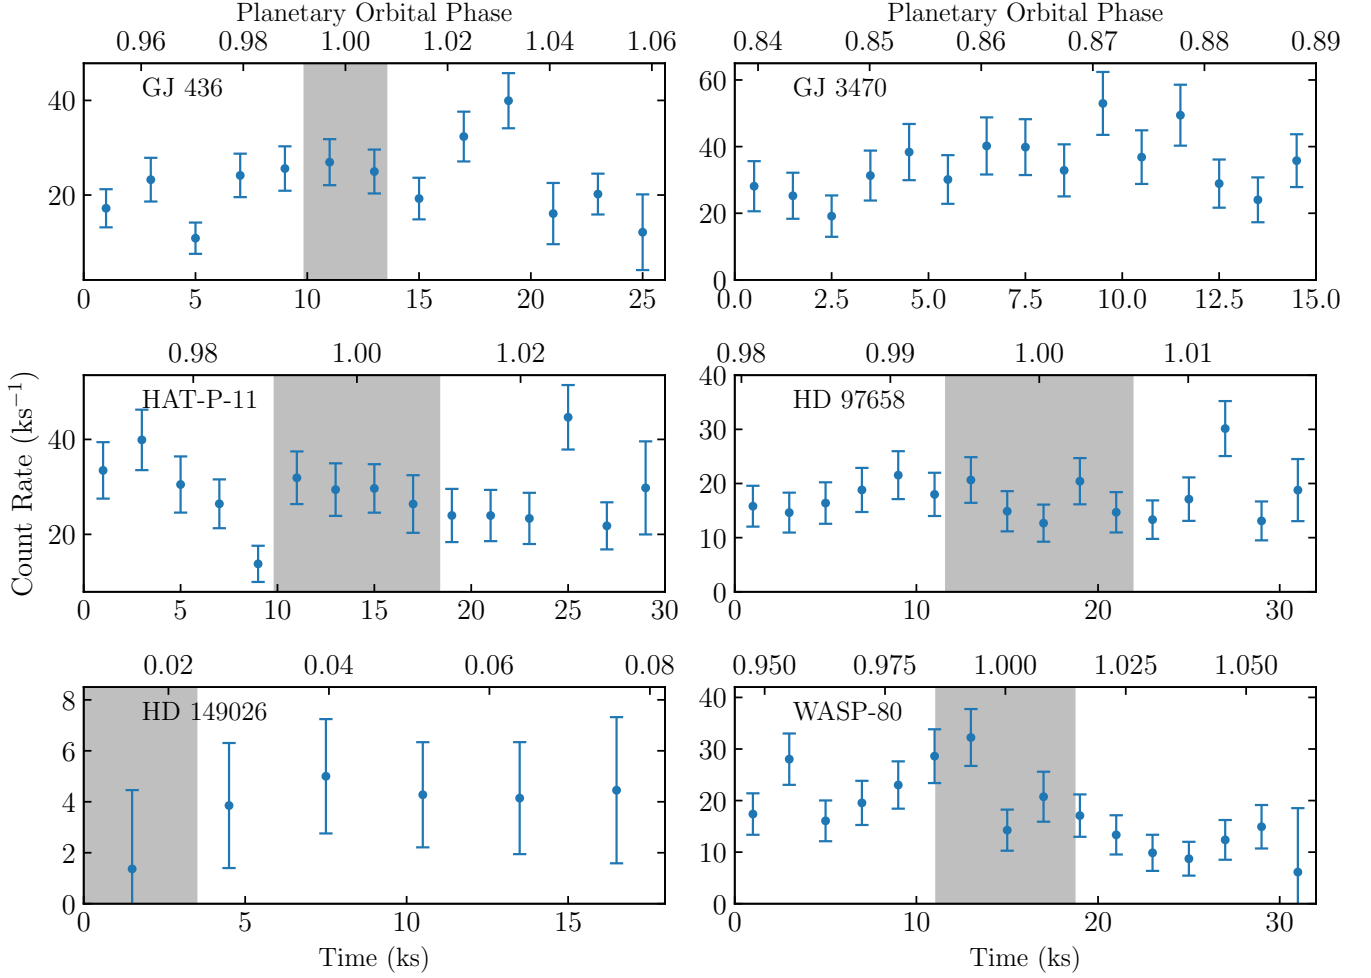 Planetary Orbital Phase
Planetary Orbital Phase
0.96 0.98 1.00 1.02 1.04 1.06
0.84 0.85 0.86 0.87 0.88 0.89
GJ 436
GJ 3470
40
20
60
40
20
0
0 5 10 15 20 25
0.0 2.5 5.0 7.5 10.0 12.5 15.0
0.98 1.00 1.02
0.98 0.99 1.00 1.01
HAT-P-11
HD 97658
Count Rate (ks⁻¹)
40
20
40
30
20
10
0
0 5 10 15 20 25 30
0 10 20 30
0.02 0.04 0.06 0.08
0.950 0.975 1.000 1.025 1.050
HD 149026
WASP-80
8
6
4
2
0
40
30
20
10
0
0 5 10 15
0 10 20 30
Time (ks)
Time (ks)